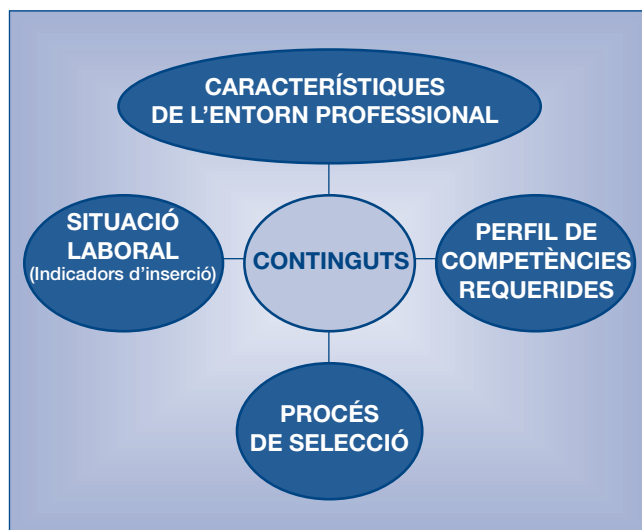 CARACTERÍSTIQUES
DE L'ENTORN PROFESSIONAL
SITUACIÓ
LABORAL
(Indicadors d'inserció)
CONTINGUTS
PERFIL DE
COMPETÈNCIES
REQUERIDES
PROCÉS
DE SELECCIÓ